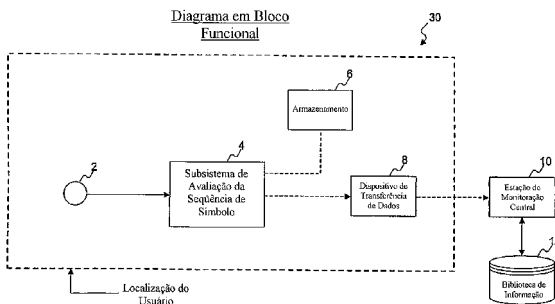 Diagrama em Bloco
Funcional
30
6
Armazenamento
2
4
Subsistema de
Avaliação da
Seqüência de
Símbolo
8
Dispositivo de
Transferência
de Dados
10
Estação de
Monitoração
Central
Biblioteca de
Informação
Localização do
Usuário